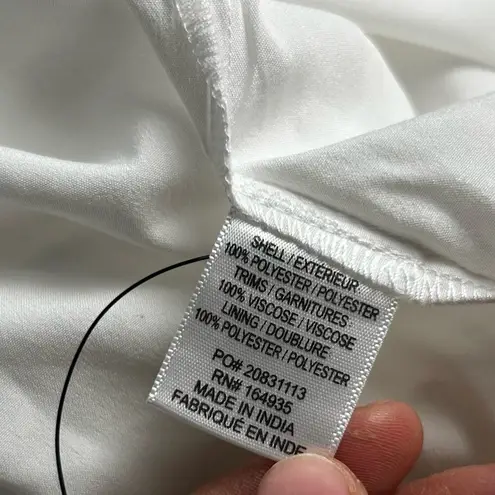 SHELL / EXTÉRIEUR
100% POLYESTER / POLYESTER
TRIMS / GARNITURES
100% VISCOSE / VISCOSE
LINING / DOUBLURE
100% POLYESTER / POLYESTER
PO# 20831113
RN# 164935
MADE IN INDIA
FABRIQUÉ EN INDE